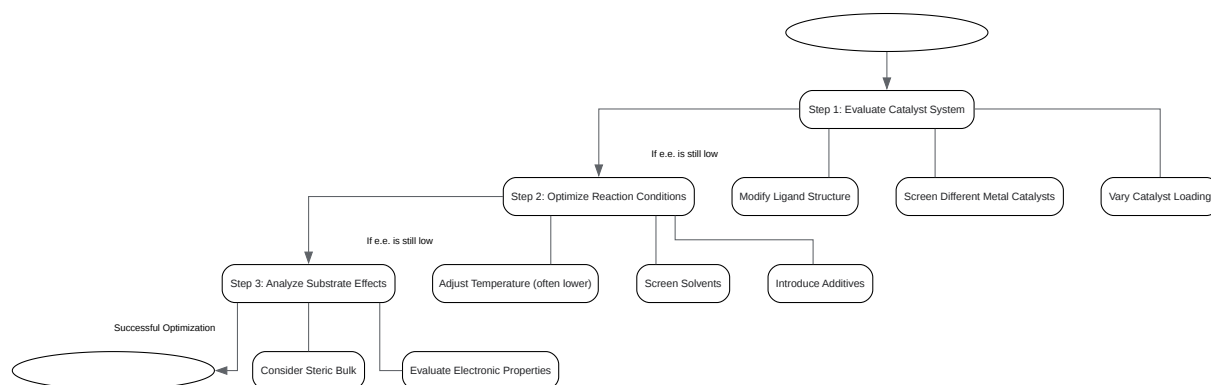 Step 1: Evaluate Catalyst System
If e.e. is still low
Step 2: Optimize Reaction Conditions
Modify Ligand Structure
Screen Different Metal Catalysts
Vary Catalyst Loading
If e.e. is still low
Step 3: Analyze Substrate Effects
Adjust Temperature (often lower)
Screen Solvents
Introduce Additives
Successful Optimization
Consider Steric Bulk
Evaluate Electronic Properties